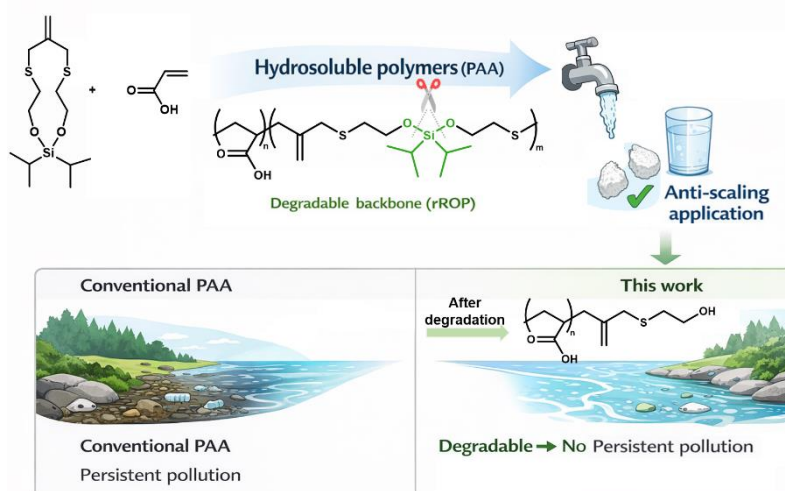 Hydrosoluble polymers (PAA)
S
S
+
O
OH
O
O
Si
n
O
OH
S
O
Si
O
S
m
Degradable backbone (rROP)
Anti-scaling
application
Conventional PAA
This work
After
degradation
n
O
OH
S
OH
Conventional PAA
Persistent pollution
Degradable → No Persistent pollution